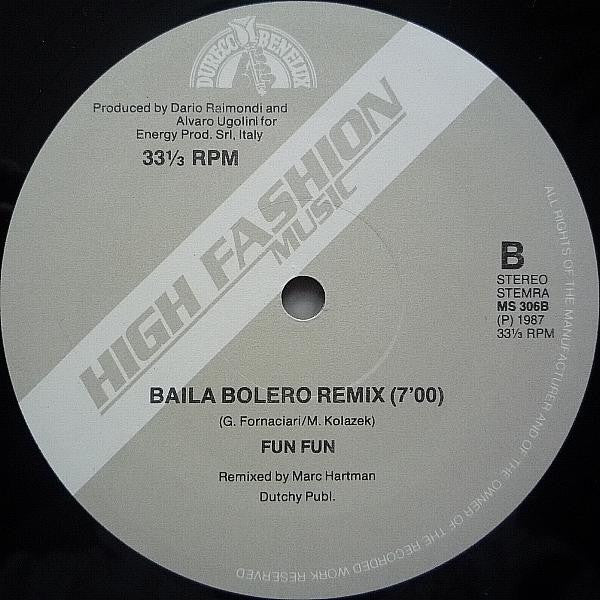 DURECO BENELUX
Produced by Dario Raimondi and
Alvaro Ugolini for
Energy Prod. Srl, Italy
33⅓ RPM
HIGH FASHION
MUSIC
B
STEREO
STEMRA
MS 306B
(P) 1987
33⅓ RPM
BAILA BOLERO REMIX (7'00)
(G. Fornaciari/M. Kolazek)
FUN FUN
Remixed by Marc Hartman
Dutchy Publ.
ALL RIGHTS OF THE MANUFACTURER AND OF THE OWNER OF THE RECORDED WORK RESERVED